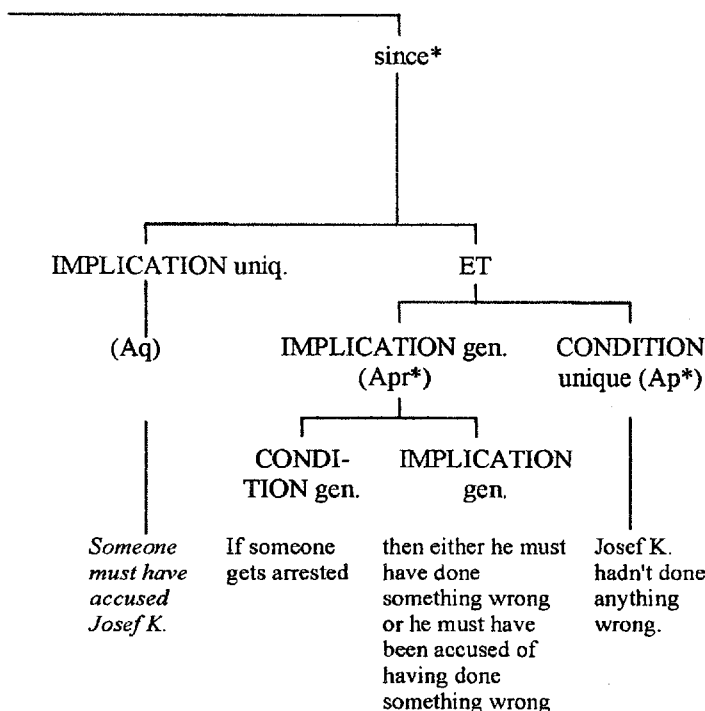 since*
IMPLICATION uniq.
ET
(Aq)
IMPLICATION gen.
(Apr*)
CONDITION
unique (Ap*)
CONDI-
TION gen.
IMPLICATION
gen.
Someone
must have
accused
Josef K.
If someone
gets arrested
then either he must
have done
something wrong
or he must have
been accused of
having done
something wrong
Josef K.
hadn't done
anything
wrong.